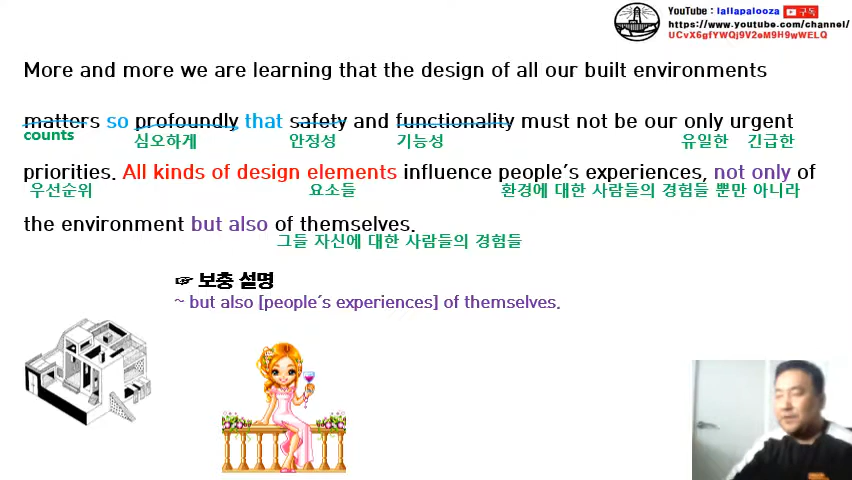 YouTube : lallapalooza 구독
https://www.youtube.com/channel/
UCvX6gfYWQj9V2eM9H9wWELQ
More and more we are learning that the design of all our built environments
matters so profoundly that safety and functionality must not be our only urgent
counts 심오하게 안정성 기능성 유일한 긴급한
priorities. All kinds of design elements influence people´s experiences, not only of
우선순위 요소들 환경에 대한 사람들의 경험들 뿐만 아니라
the environment but also of themselves.
그들 자신에 대한 사람들의 경험들
☞ 보충 설명
~ but also [people´s experiences] of themselves.